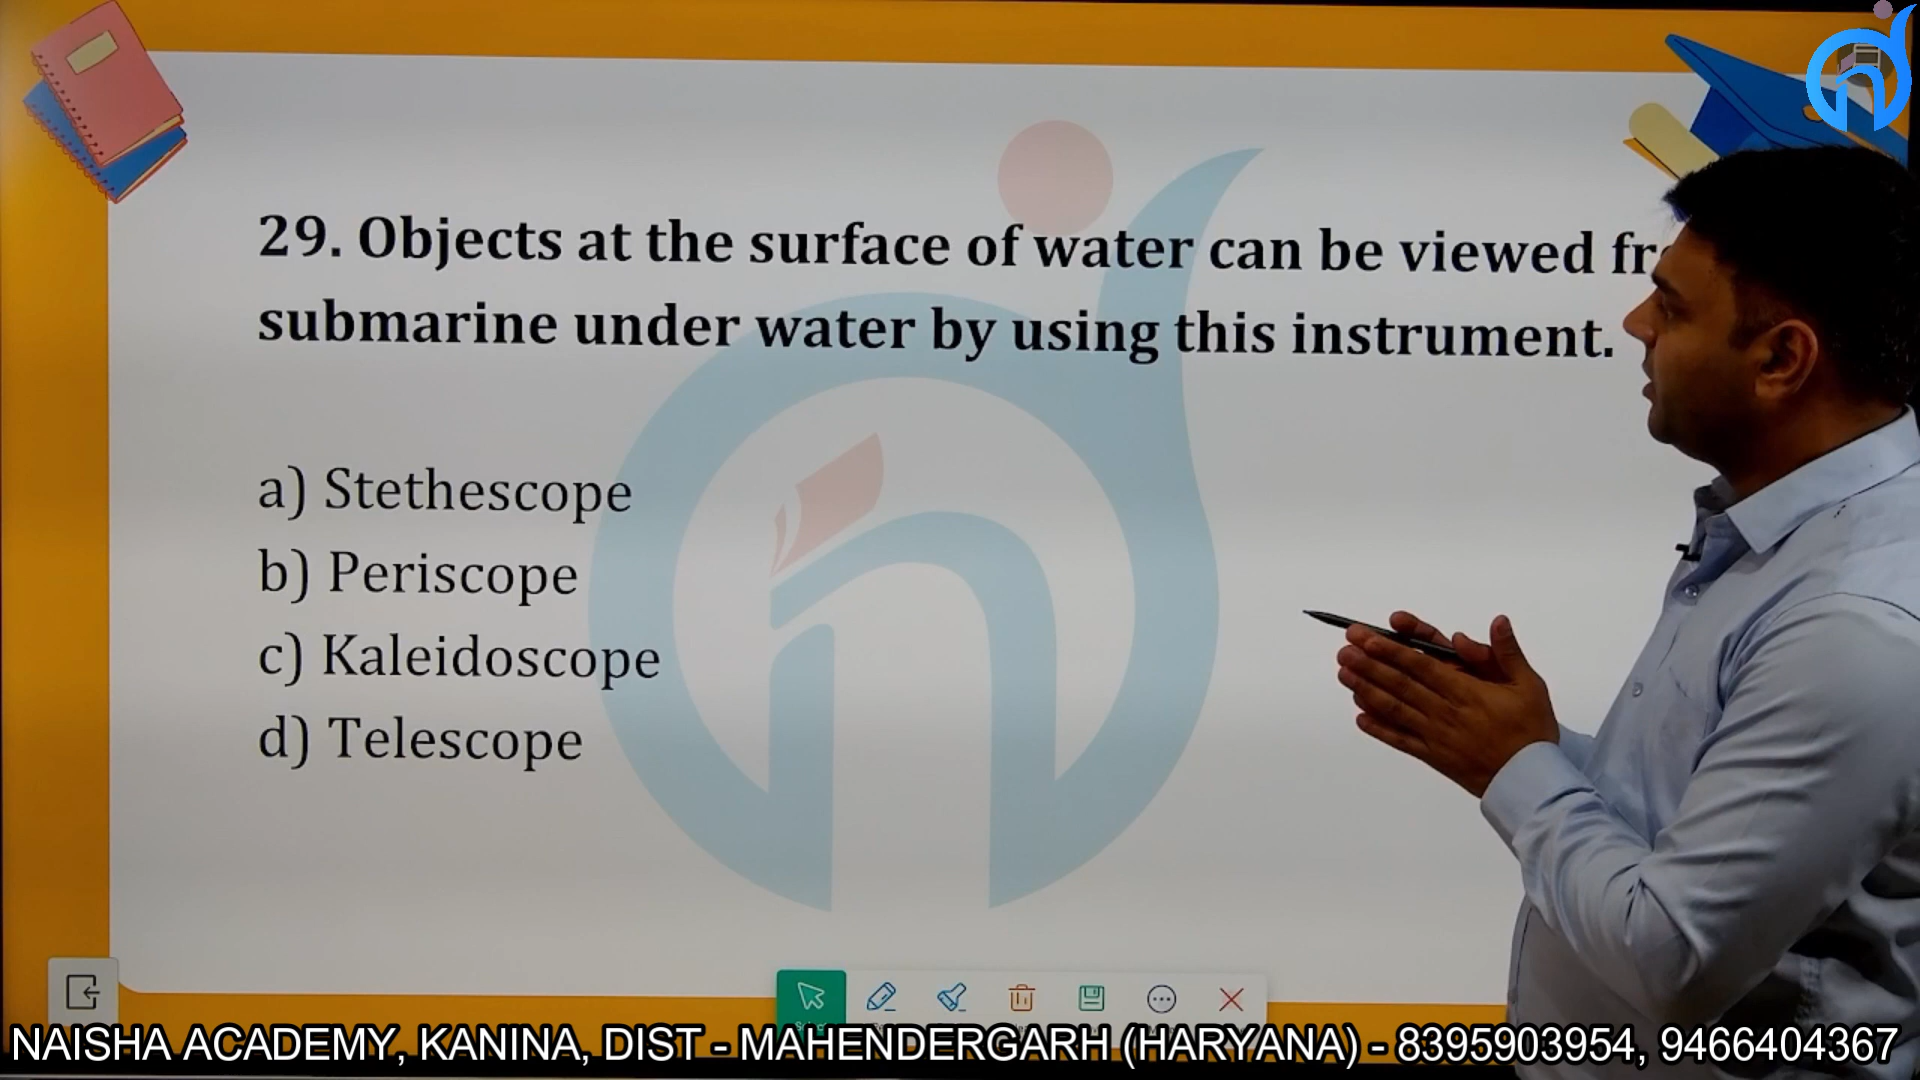 29. Objects at the surface of water can be viewed
submarine under water by using this instrument.
a) Stethescope
b) Periscope
c) Kaleidoscope
d) Telescope
NAISHA ACADEMY, KANINA, DIST - MAHENDERGARH (HARYANA) - 8395903954, 9466404367